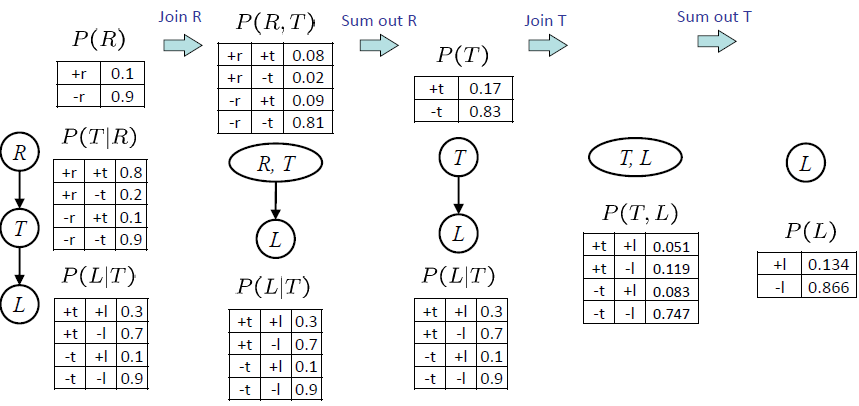 Join R
Sum out R
Join T
Sum out T
P(R)
+r 0.1
-r 0.9
P(T|R)
+r +t 0.8
+r -t 0.2
-r +t 0.1
-r -t 0.9
P(L|T)
+t +l 0.3
+t -l 0.7
-t +l 0.1
-t -l 0.9
R
T
L
P(R,T)
+r +t 0.08
+r -t 0.02
-r +t 0.09
-r -t 0.81
R, T
L
P(L|T)
+t +l 0.3
+t -l 0.7
-t +l 0.1
-t -l 0.9
P(T)
+t 0.17
-t 0.83
T
L
P(L|T)
+t +l 0.3
+t -l 0.7
-t +l 0.1
-t -l 0.9
T, L
P(T,L)
+t +l 0.051
+t -l 0.119
-t +l 0.083
-t -l 0.747
L
P(L)
+l 0.134
-l 0.866